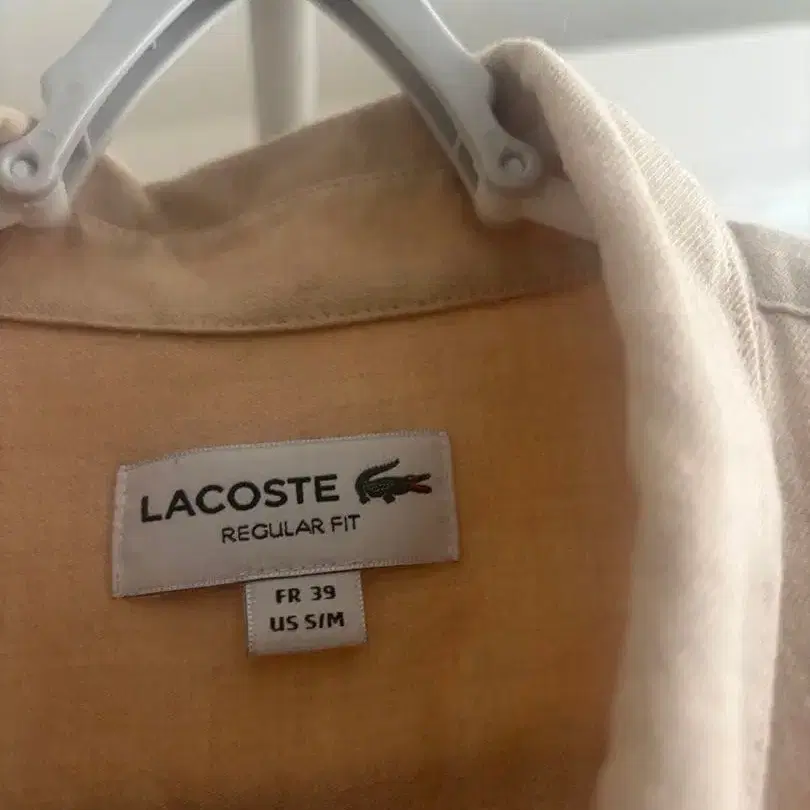 LACOSTE
REGULAR FIT
FR 39
US S/M